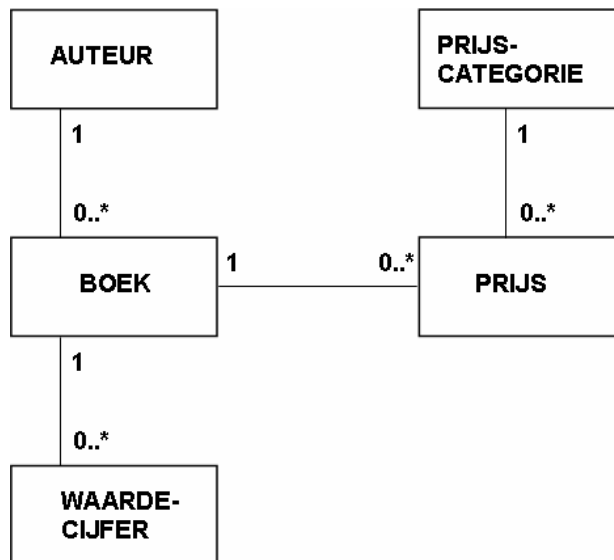 AUTEUR
PRIJS-
CATEGORIE
1
1
0..*
0..*
BOEK
1
0..*
PRIJS
1
0..*
WAARDE-
CIJFER